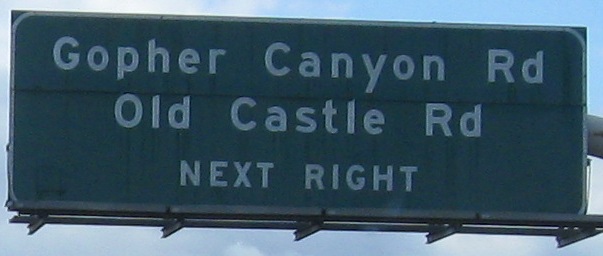 Gopher Canyon Rd
Old Castle Rd
NEXT RIGHT